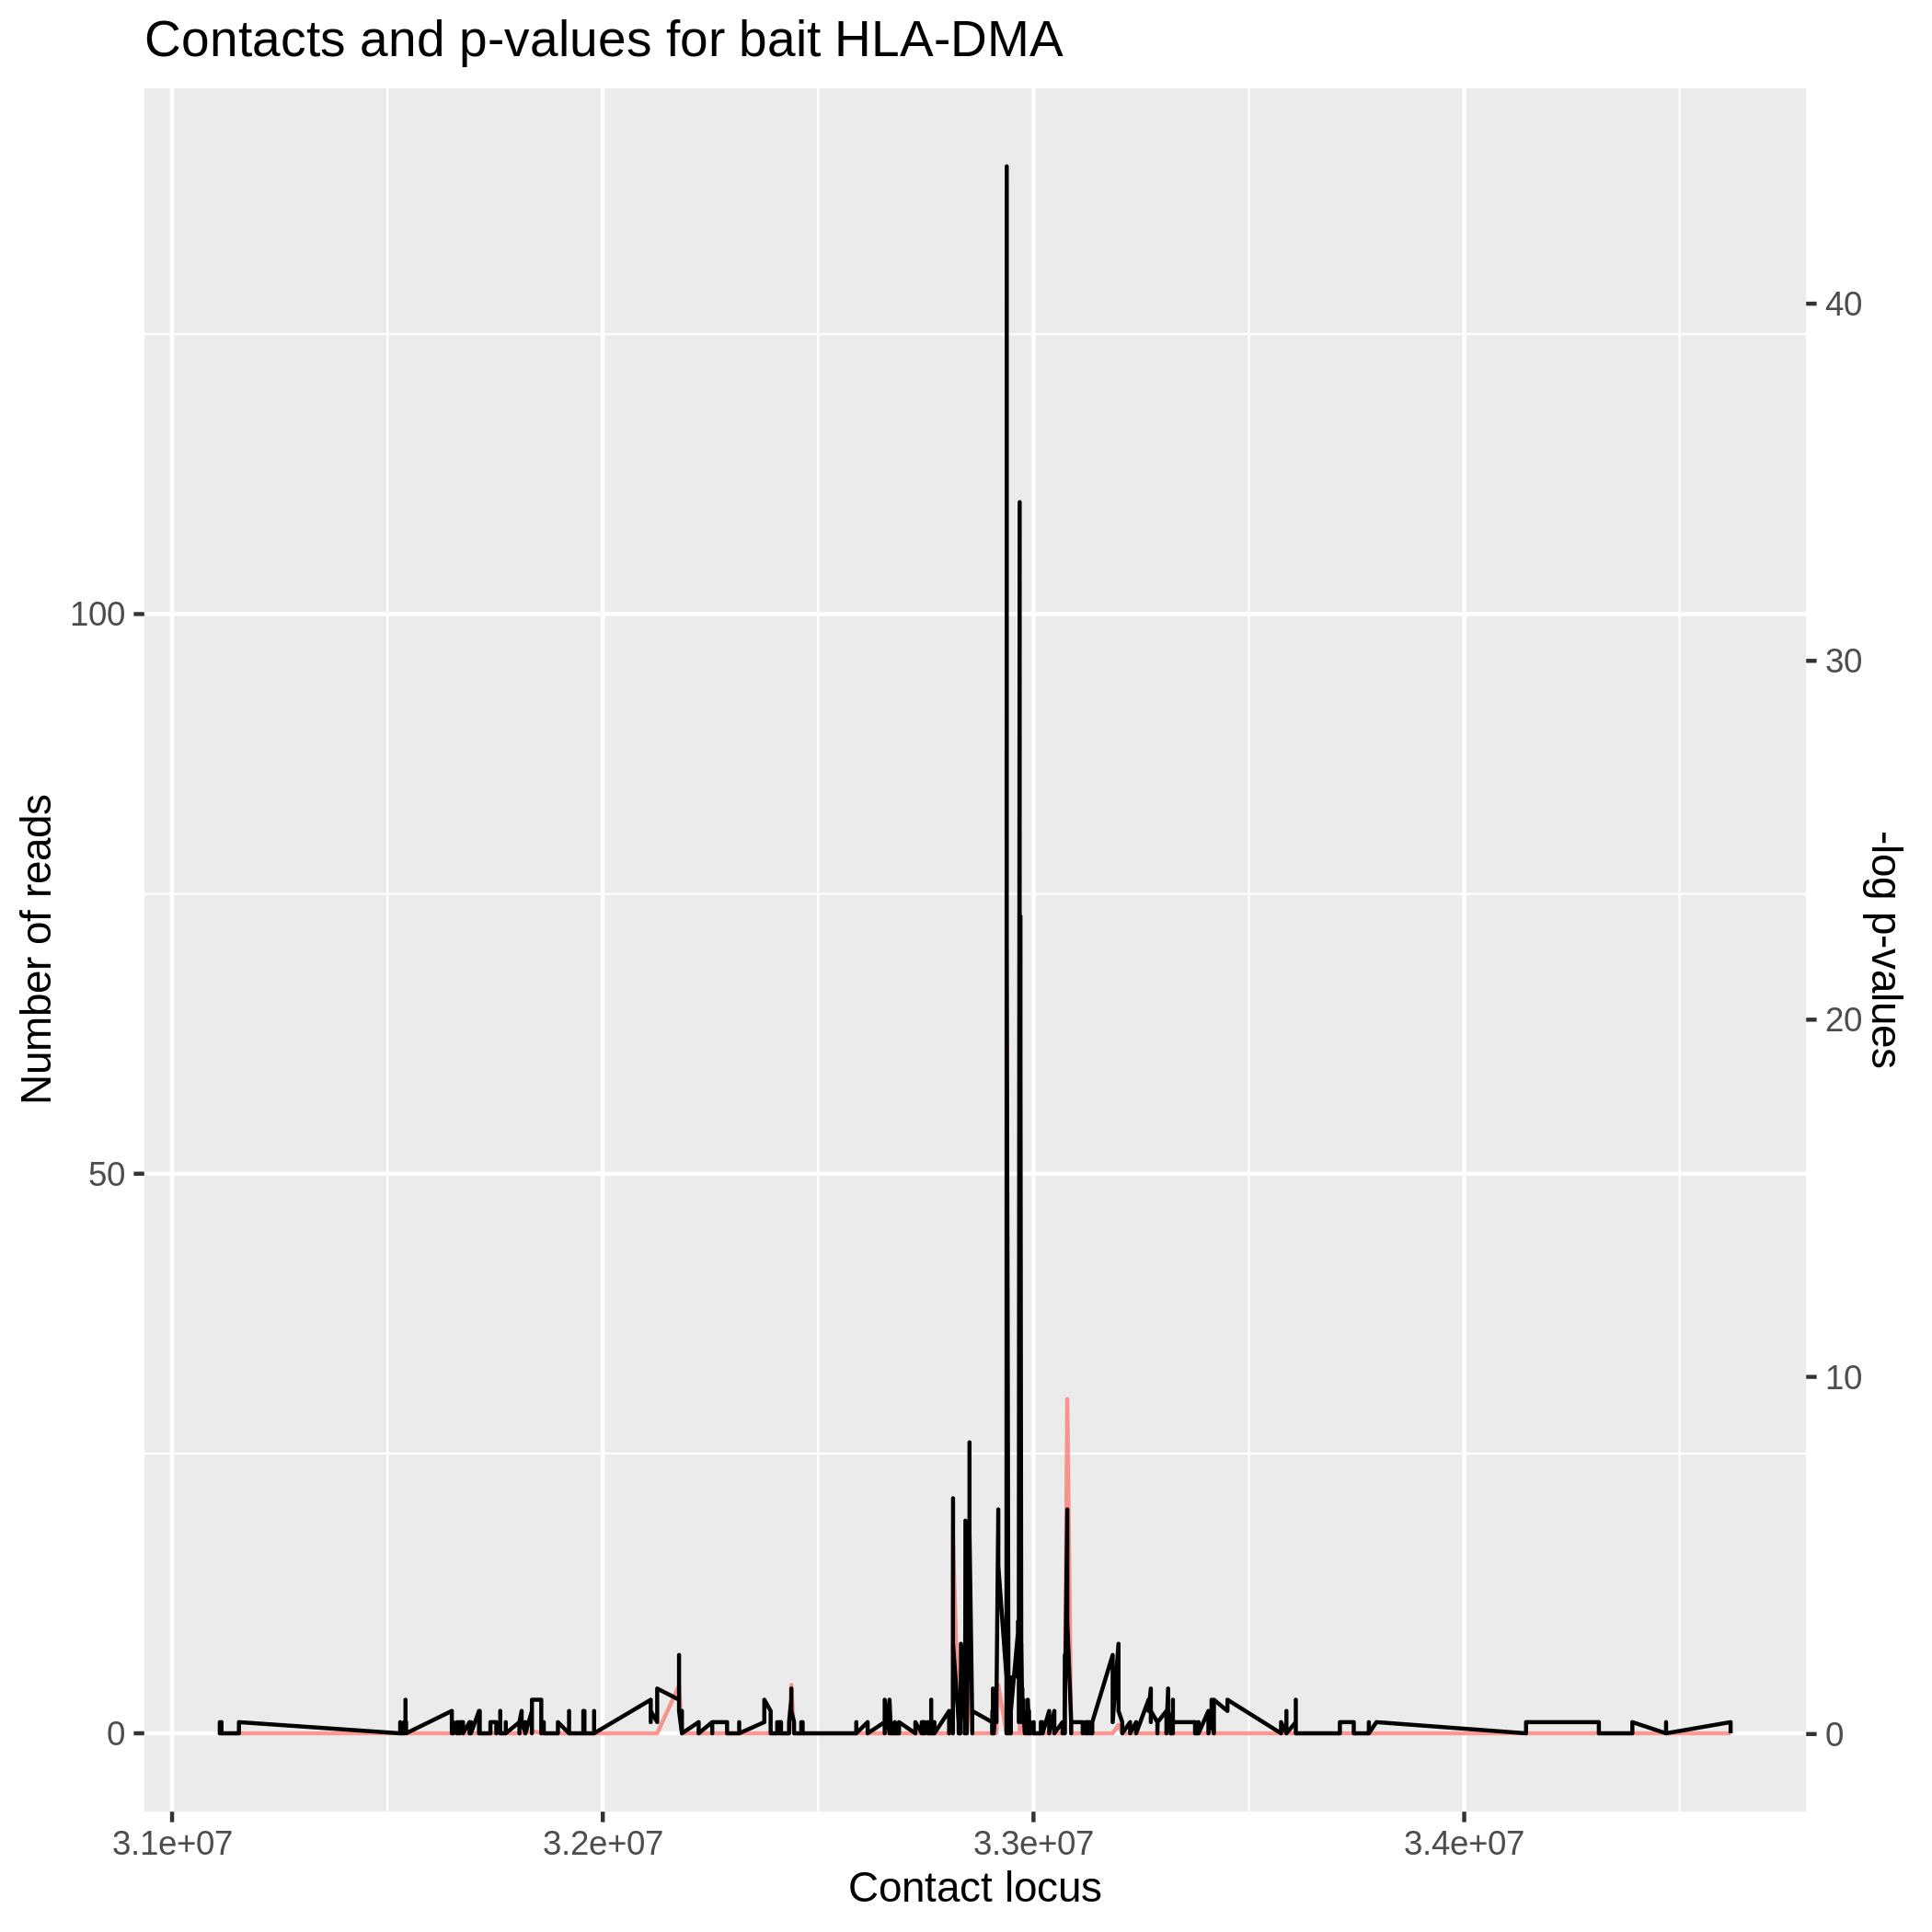 Contacts and p-values for bait HLA-DMA
Number of reads
100
50
0
40
30
20
10
0
-log p-values
3.1e+07 3.2e+07 3.3e+07 3.4e+07
Contact locus